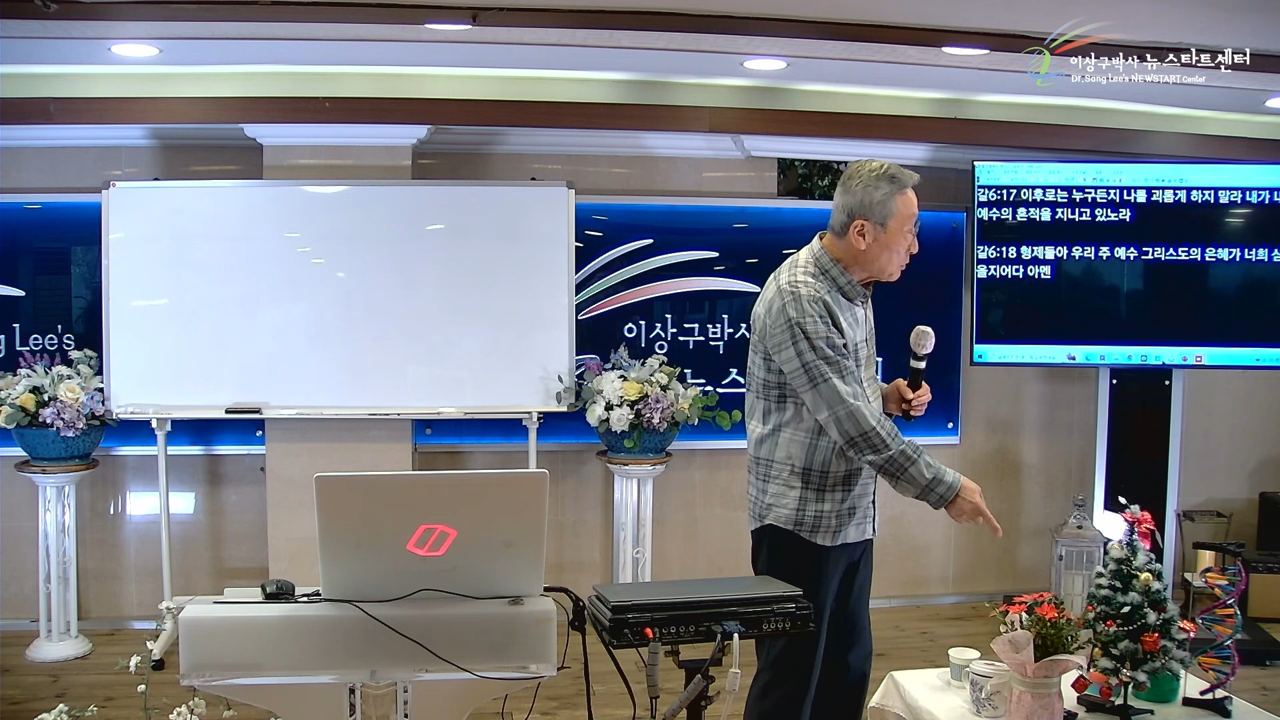 이상구박사 뉴스타트센터
Dr. Sang Lee's NEWSTART Center
갈6:17 이후로는 누구든지 나를 괴롭게 하지 말라 내가
예수의 흔적을 지니고 있노라
갈6:18 형제들아 우리 주 예수 그리스도의 은혜가 너희
을지어다 아멘
Lee's
이상구박사
뉴스